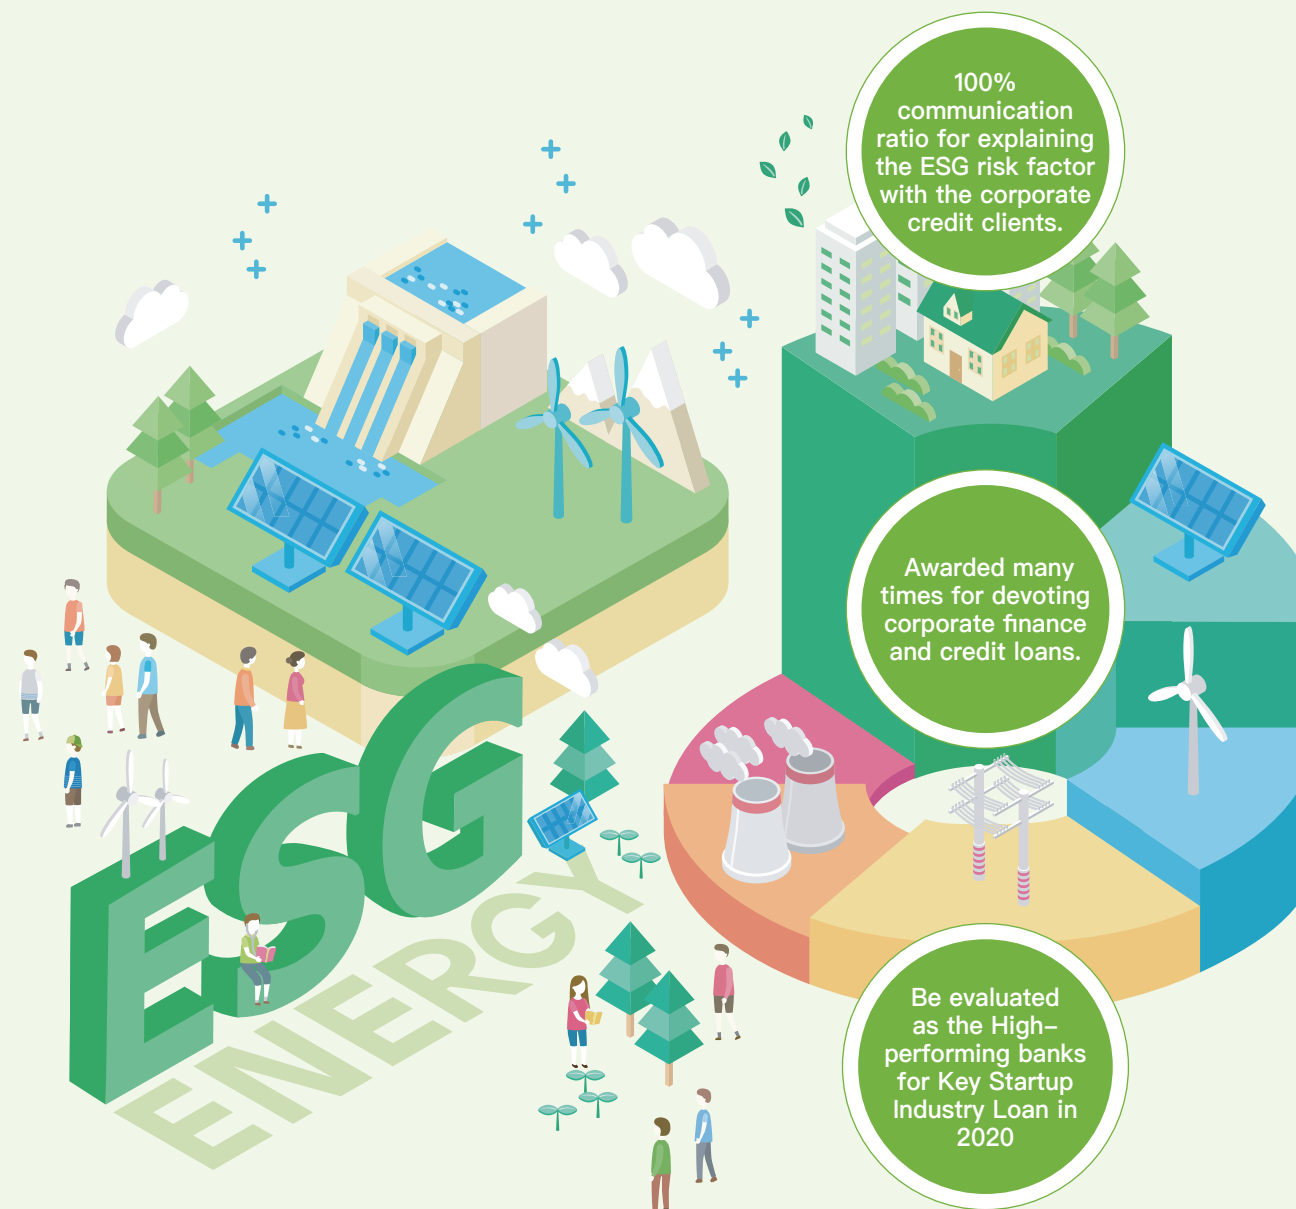 100%
communication
ratio for explaining
the ESG risk factor
with the corporate
credit clients.
Awarded many
times for devoting
corporate finance
and credit loans.
ESG
ENERGY
Be evaluated
as the High–
performing banks
for Key Startup
Industry Loan in
2020